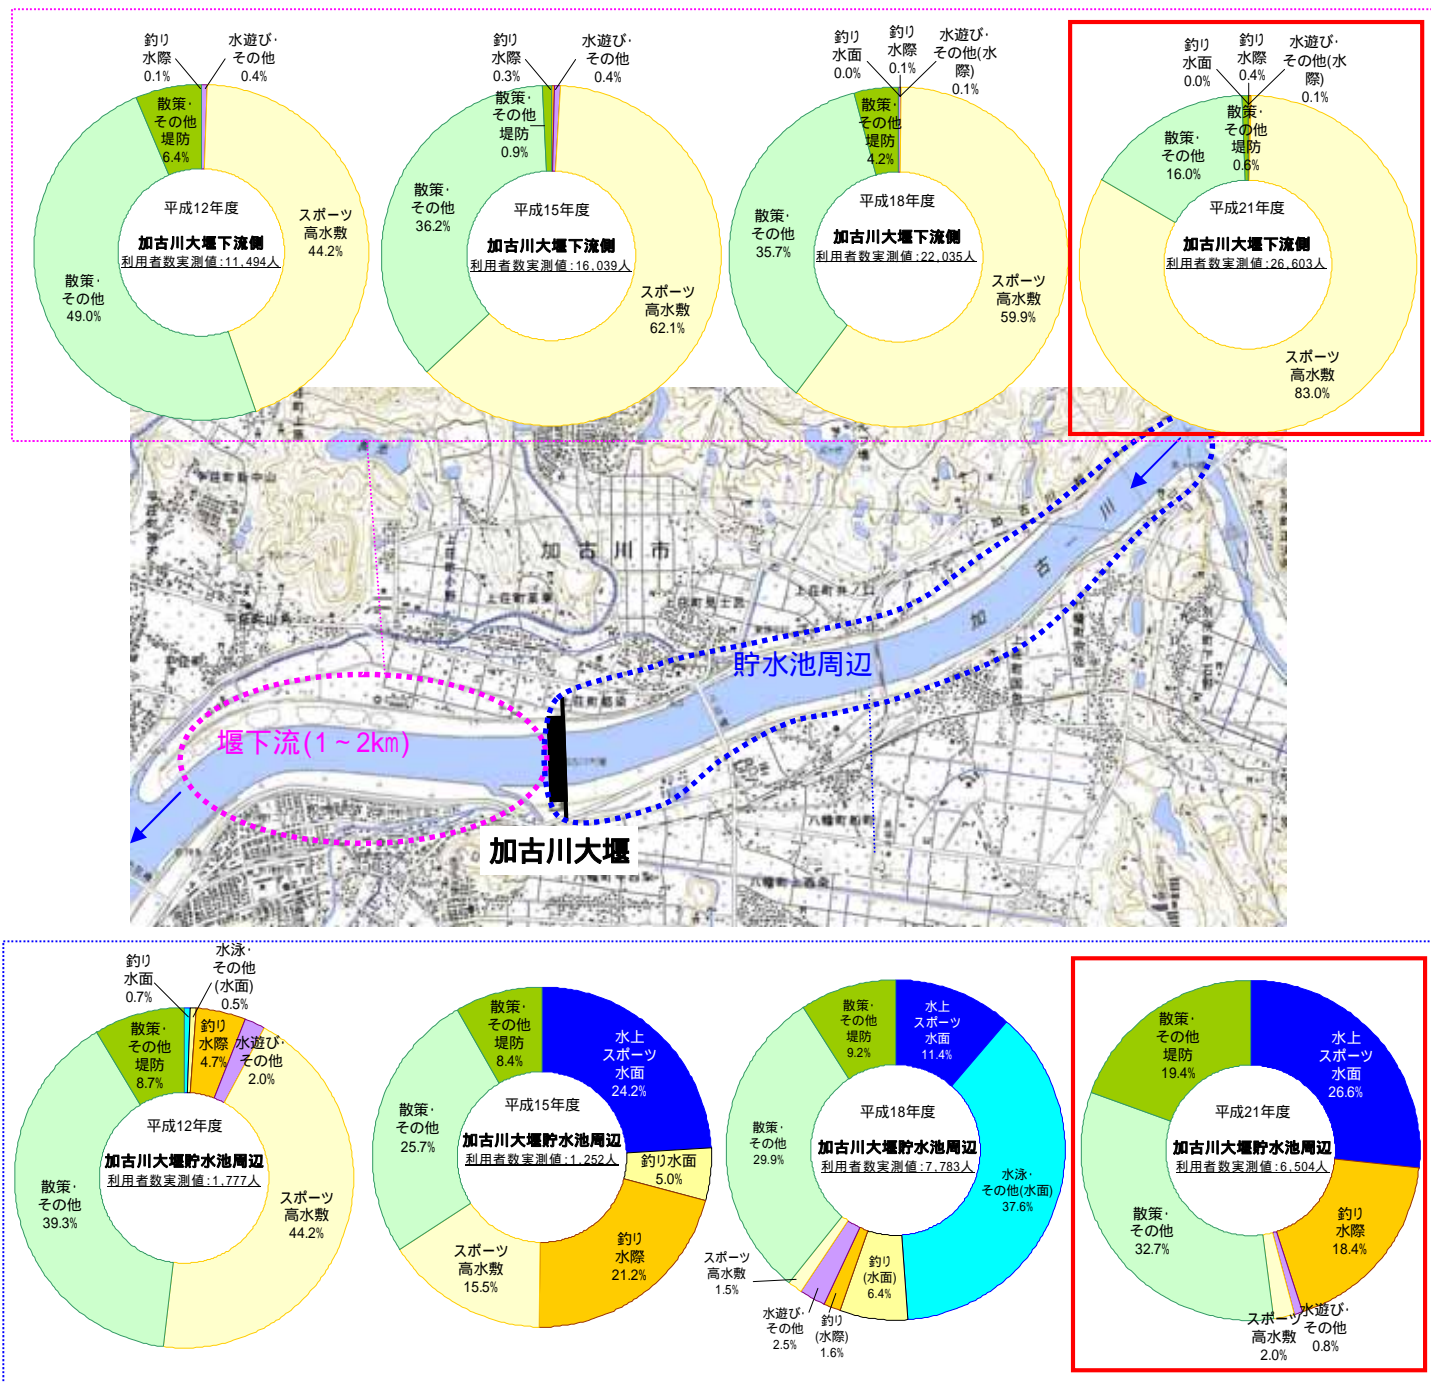 釣り
水際
0.1%
水遊び・
その他
0.4%
散策・
その他
堤防
6.4%
平成12年度
加古川大堰下流側
利用者数実測値:11,494人
スポーツ
高水敷
44.2%
散策・
その他
49.0%
釣り
水際
0.3%
水遊び・
その他
0.4%
散策・
その他
堤防
0.9%
散策・
その他
36.2%
平成15年度
加古川大堰下流側
利用者数実測値:16,039人
スポーツ
高水敷
62.1%
釣り
水面
0.0%
釣り
水際
0.1%
水遊び・
その他(水
際)
0.1%
散策・
その他
堤防
4.2%
散策・
その他
35.7%
平成18年度
加古川大堰下流側
利用者数実測値:22,035人
スポーツ
高水敷
59.9%
釣り
水面
0.0%
釣り
水際
0.4%
水遊び・
その他(水
際)
0.1%
散策・
その他
堤防
0.6%
散策・
その他
16.0%
平成21年度
加古川大堰下流側
利用者数実測値:26,603人
スポーツ
高水敷
83.0%
加古川市
加古川
貯水池周辺
堰下流(1~2km)
加古川大堰
釣り
水面
0.7%
水泳・
その他
(水面)
0.5%
散策・
その他
堤防
8.7%
釣り
水際
4.7%
水遊び・
その他
2.0%
平成12年度
加古川大堰貯水池周辺
利用者数実測値:1,777人
散策・
その他
39.3%
スポーツ
高水敷
44.2%
散策・
その他
堤防
8.4%
水上
スポーツ
水面
24.2%
散策・
その他
25.7%
平成15年度
加古川大堰貯水池周辺
利用者数実測値:1,252人
釣り水面
5.0%
釣り
水際
21.2%
スポーツ
高水敷
15.5%
散策・
その他
堤防
9.2%
水上
スポーツ
水面
11.4%
散策・
その他
29.9%
平成18年度
加古川大堰貯水池周辺
利用者数実測値:7,783人
水泳・
その他(水面)
37.6%
スポーツ
高水敷
1.5%
水遊び・
その他
2.5%
釣り
(水際)
1.6%
釣り
(水面)
6.4%
散策・
その他
堤防
19.4%
水上
スポーツ
水面
26.6%
平成21年度
加古川大堰貯水池周辺
利用者数実測値:6,504人
散策・
その他
32.7%
釣り
水際
18.4%
スポーツ
高水敷
2.0%
水遊び・
その他
0.8%